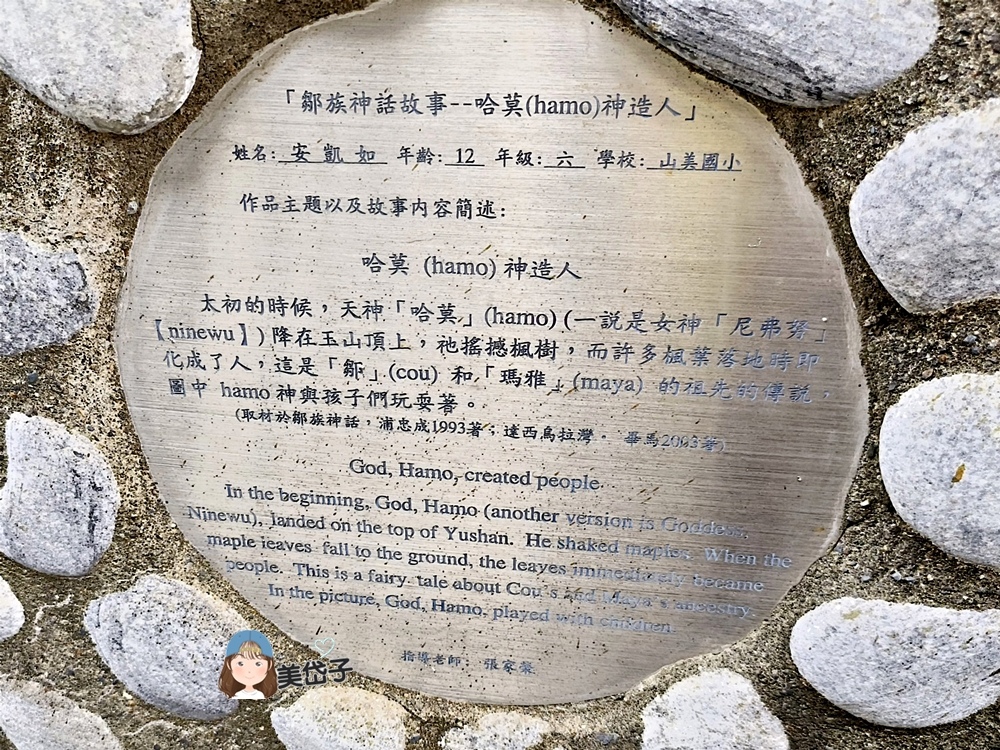 「鄒族神話故事--哈莫(hamo)神造人」
姓名: 安 凱 如 年齡: 12 年級: 六 學校: 山美國小
作品主題以及故事內容簡述:
哈莫 (hamo) 神造人
太初的時候，天神「哈莫」(hamo) (一說是女神「尼弗弩」
【ninewu】) 降在玉山頂上，祂搖撼楓樹，而許多楓葉落地時即
化成了人，這是「鄒」(cou) 和「瑪雅」(maya) 的祖先的傳說。
圖中 hamo 神與孩子們玩耍著。
(取材於鄒族神話，浦忠成1993著；達西烏拉灣。畢馬2003著)
God, Hamo, created people.
In the beginning, God, Hamo (another version is Goddess,
Ninewu), landed on the top of Yushan. He shaked maples. When the
maple leaves fall to the ground, the leaves immediately became
people. This is a fairy tale about Cou's and Maya's ancestry.
In the picture, God, Hamo, played with children.
指導老師: 張家
美岱子